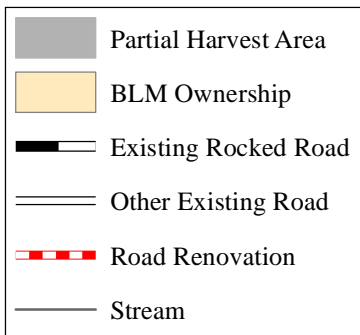 Partial Harvest Area
BLM Ownership
Existing Rocked Road
Other Existing Road
Road Renovation
Stream